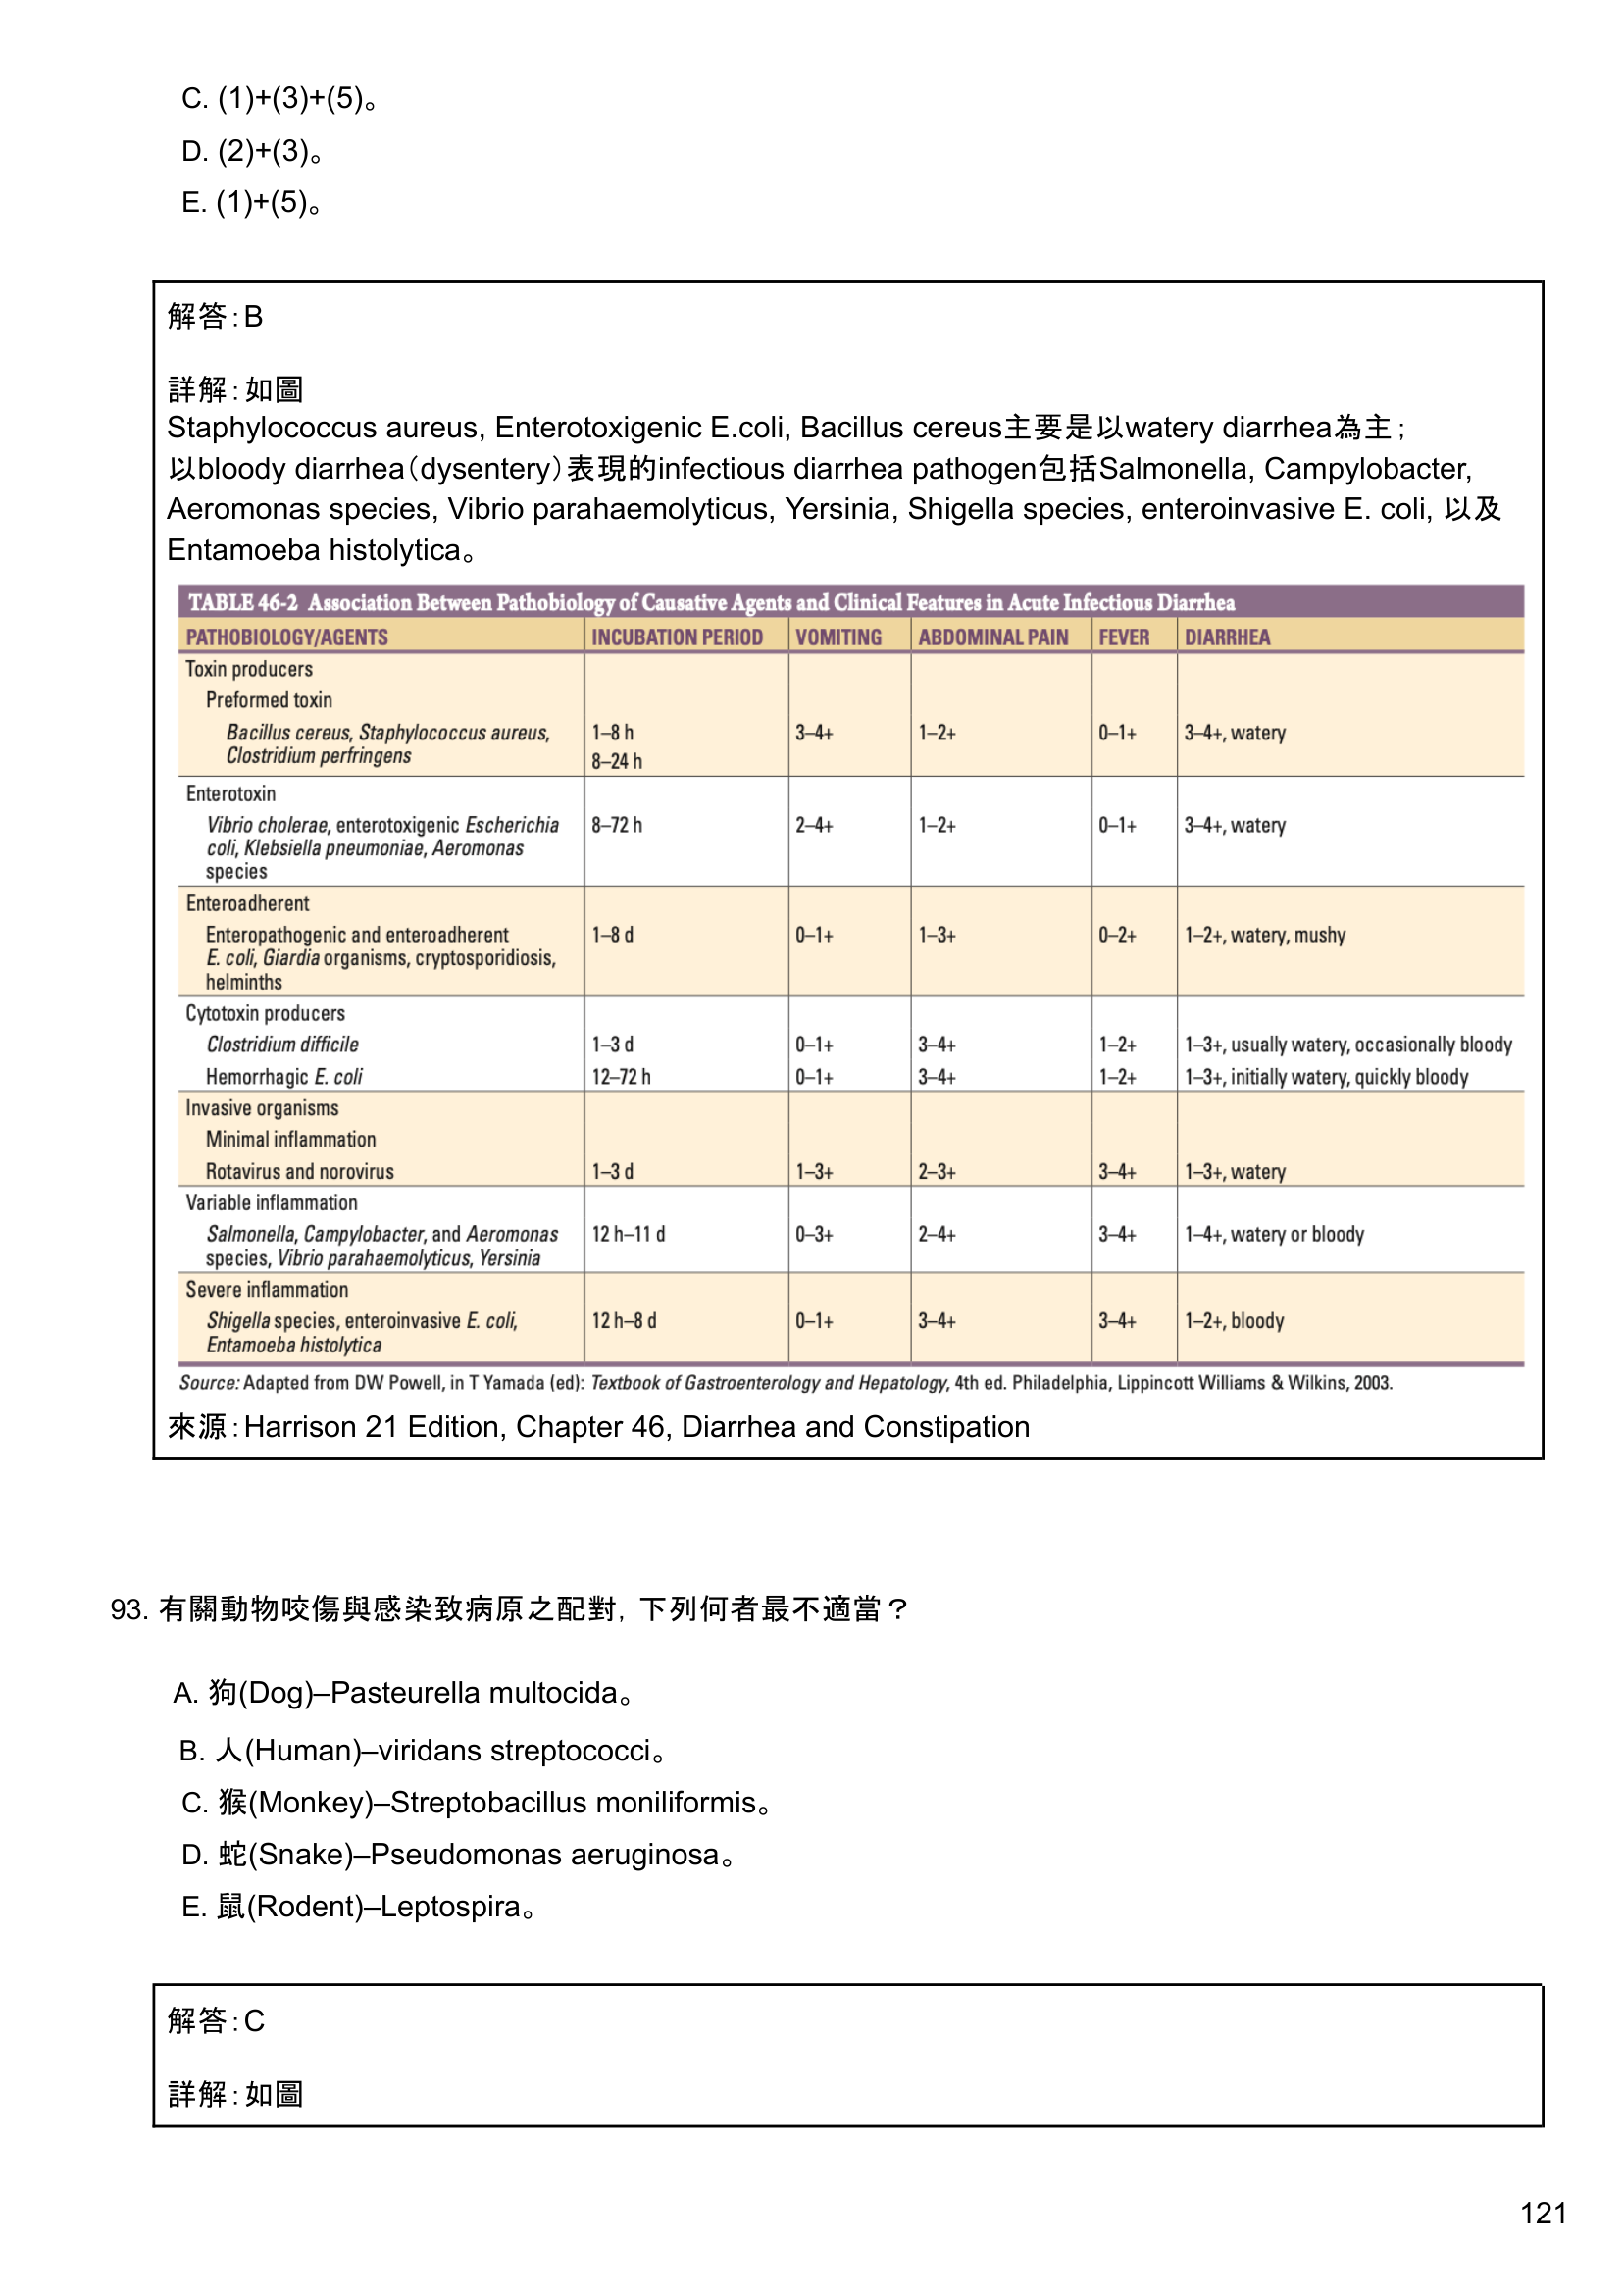 C. (1)+(3)+(5)。
D. (2)+(3)。
E. (1)+(5)。
解答：B
詳解：如圖
Staphylococcus aureus, Enterotoxigenic E.coli, Bacillus cereus主要是以watery diarrhea為主；
以bloody diarrhea（dysentery）表現的infectious diarrhea pathogen包括Salmonella, Campylobacter,
Aeromonas species, Vibrio parahaemolyticus, Yersinia, Shigella species, enteroinvasive E. coli, 以及
Entamoeba histolytica。
TABLE 46-2 Association Between Pathobiology of Causative Agents and Clinical Features in Acute Infectious Diarrhea
PATHOBIOLOGY/AGENTS INCUBATION PERIOD VOMITING ABDOMINAL PAIN FEVER DIARRHEA
Toxin producers
Preformed toxin
Bacillus cereus, Staphylococcus aureus, 1–8 h 3–4+ 1–2+ 0–1+ 3–4+, watery
Clostridium perfringens 8–24 h
Enterotoxin
Vibrio cholerae, enterotoxigenic Escherichia 8–72 h 2–4+ 1–2+ 0–1+ 3–4+, watery
coli, Klebsiella pneumoniae, Aeromonas
species
Enteroadherent
Enteropathogenic and enteroadherent 1–8 d 0–1+ 1–3+ 0–2+ 1–2+, watery, mushy
E. coli, Giardia organisms, cryptosporidiosis,
helminths
Cytotoxin producers
Clostridium difficile 1–3 d 0–1+ 3–4+ 1–2+ 1–3+, usually watery, occasionally bloody
Hemorrhagic E. coli 12–72 h 0–1+ 3–4+ 1–2+ 1–3+, initially watery, quickly bloody
Invasive organisms
Minimal inflammation
Rotavirus and norovirus 1–3 d 1–3+ 2–3+ 3–4+ 1–3+, watery
Variable inflammation
Salmonella, Campylobacter, and Aeromonas 12 h–11 d 0–3+ 2–4+ 3–4+ 1–4+, watery or bloody
species, Vibrio parahaemolyticus, Yersinia
Severe inflammation
Shigella species, enteroinvasive E. coli, 12 h–8 d 0–1+ 3–4+ 3–4+ 1–2+, bloody
Entamoeba histolytica
Source: Adapted from DW Powell, in T Yamada (ed): Textbook of Gastroenterology and Hepatology, 4th ed. Philadelphia, Lippincott Williams & Wilkins, 2003.
來源：Harrison 21 Edition, Chapter 46, Diarrhea and Constipation
93. 有關動物咬傷與感染致病原之配對，下列何者最不適當？
A. 狗(Dog)–Pasteurella multocida。
B. 人(Human)–viridans streptococci。
C. 猴(Monkey)–Streptobacillus moniliformis。
D. 蛇(Snake)–Pseudomonas aeruginosa。
E. 鼠(Rodent)–Leptospira。
解答：C
詳解：如圖
121